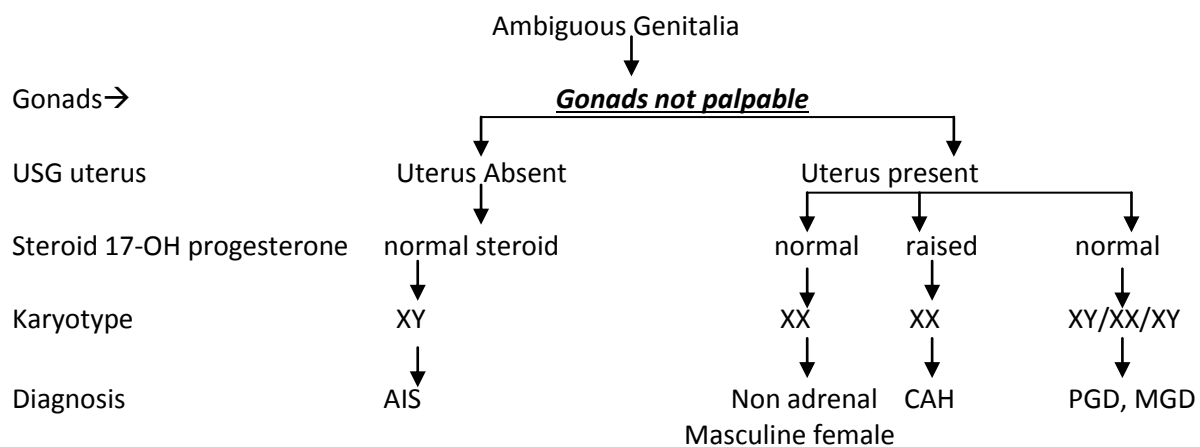 Ambiguous Genitalia
Gonads→ Gonads not palpable
USG uterus Uterus Absent Uterus present
Steroid 17-OH progesterone normal steroid normal raised normal
Karyotype XY XX XX XY/XX/XY
Diagnosis AIS Non adrenal CAH PGD, MGD
Masculine female